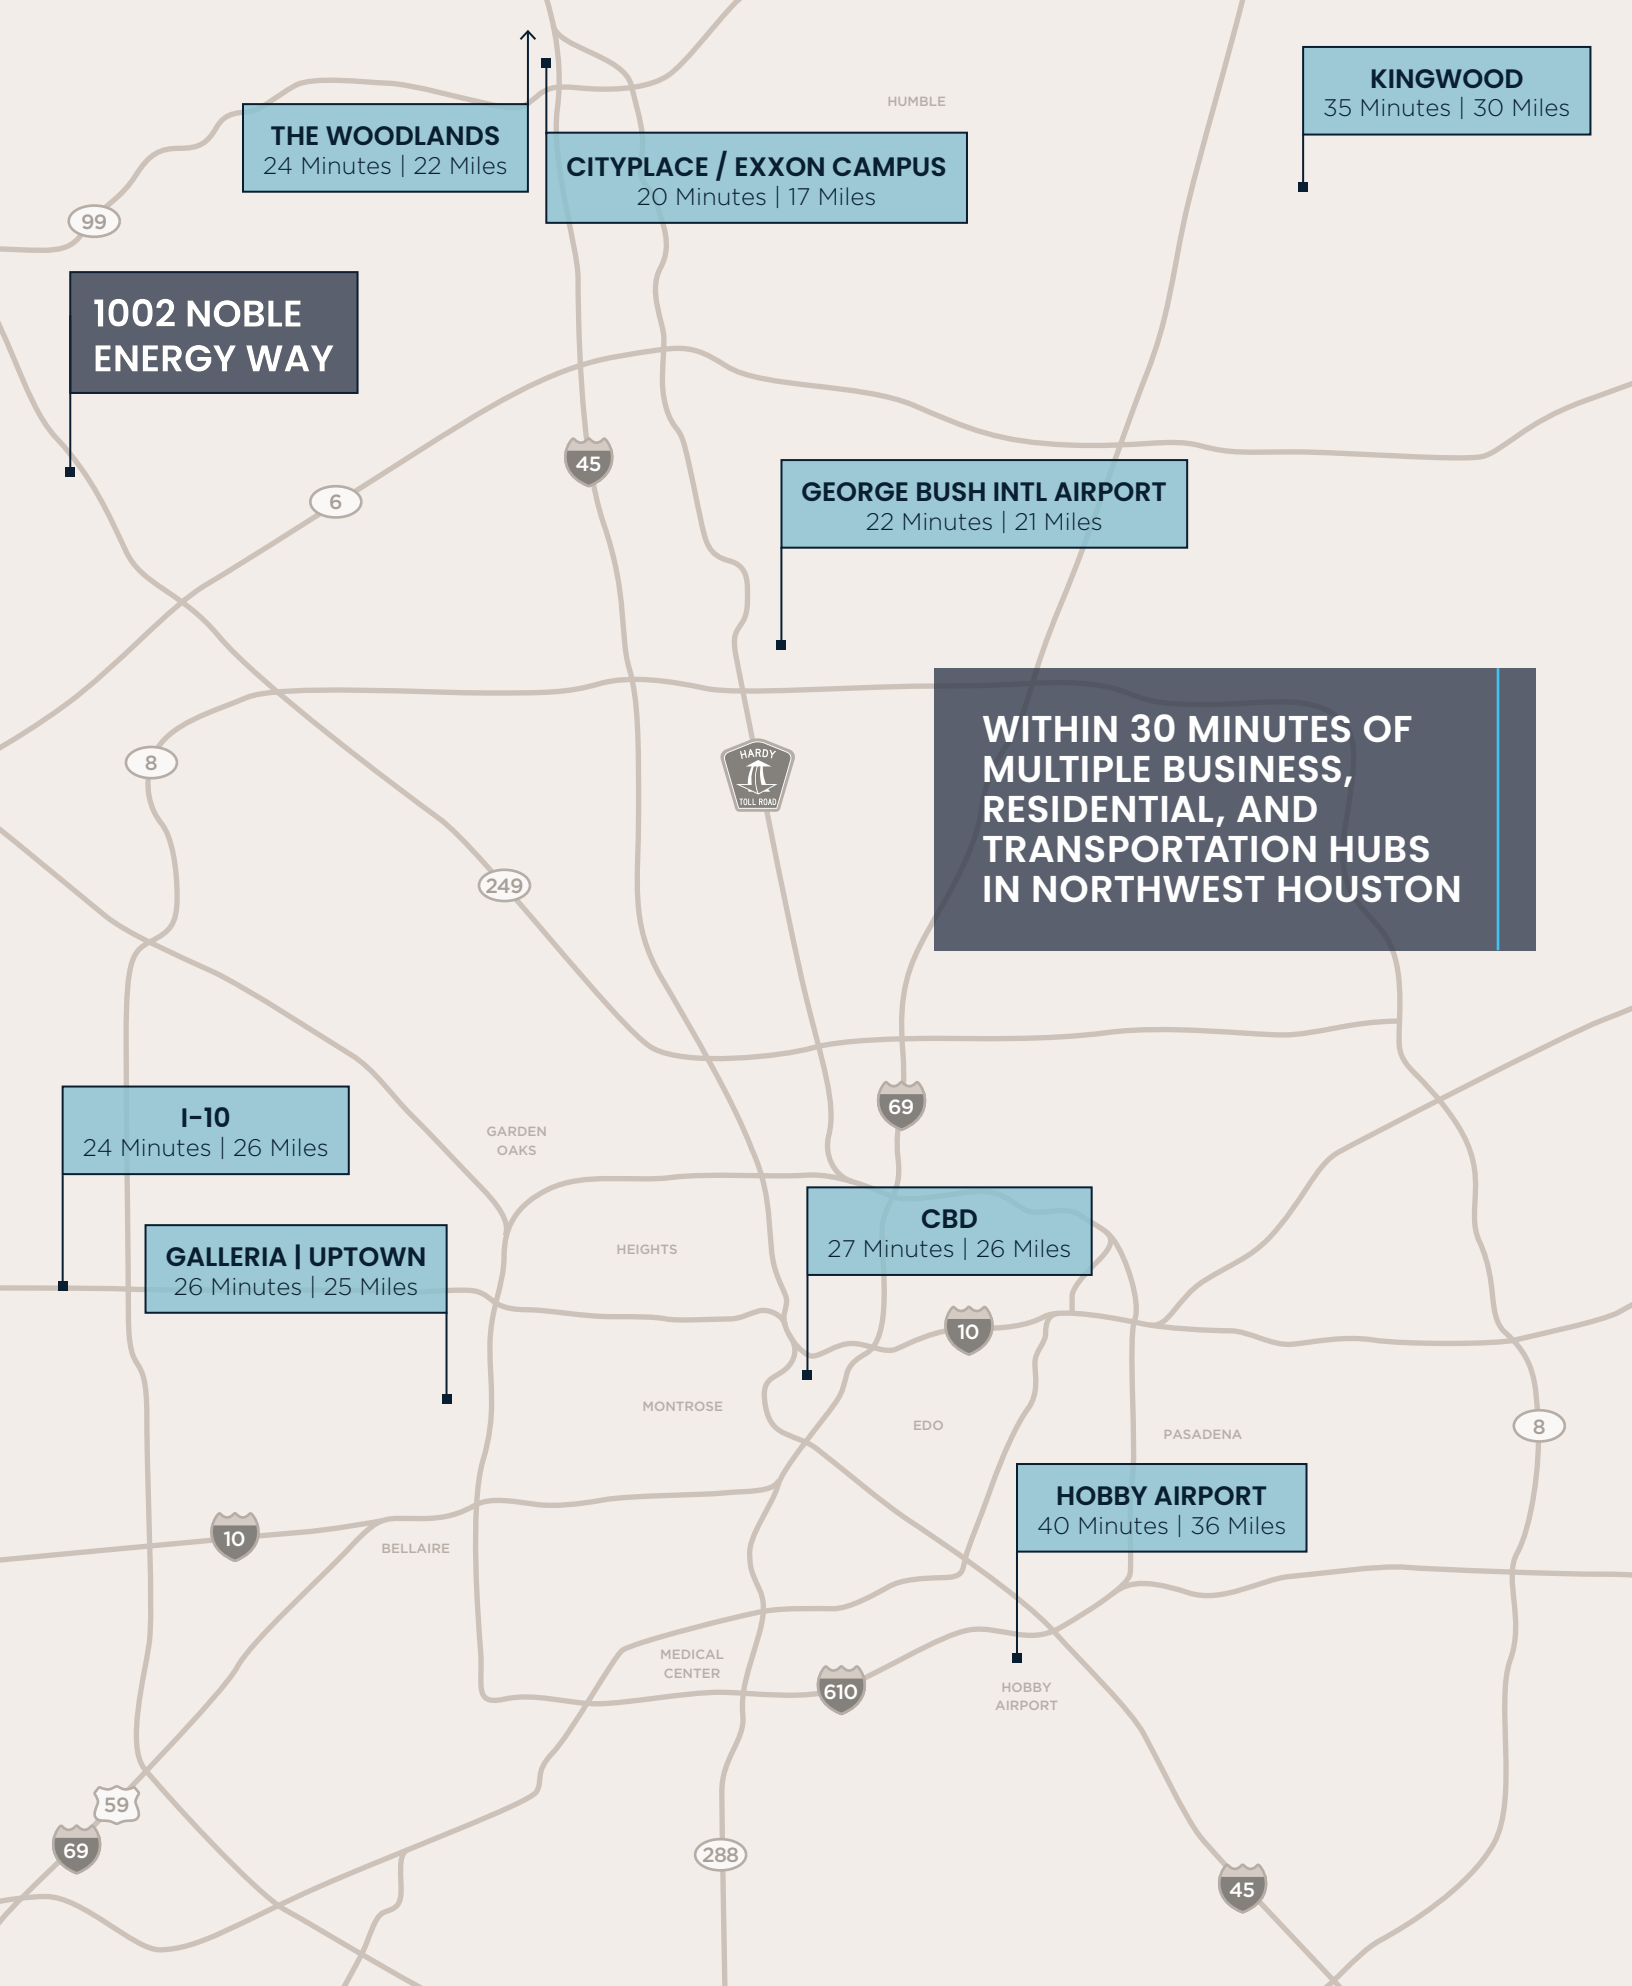 KINGWOOD
35 Minutes | 30 Miles
HUMBLE
THE WOODLANDS
24 Minutes | 22 Miles
CITYPLACE / EXXON CAMPUS
20 Minutes | 17 Miles
99
1002 NOBLE
ENERGY WAY
45
6
GEORGE BUSH INTL AIRPORT
22 Minutes | 21 Miles
WITHIN 30 MINUTES OF
MULTIPLE BUSINESS,
RESIDENTIAL, AND
TRANSPORTATION HUBS
IN NORTHWEST HOUSTON
8
HARDY
TOLL ROAD
249
69
I-10
24 Minutes | 26 Miles
GARDEN
OAKS
CBD
27 Minutes | 26 Miles
GALLERIA | UPTOWN
26 Minutes | 25 Miles
HEIGHTS
10
MONTROSE
EDO
PASADENA
8
HOBBY AIRPORT
40 Minutes | 36 Miles
10
BELLAIRE
MEDICAL
CENTER
610
HOBBY
AIRPORT
59
69
288
45